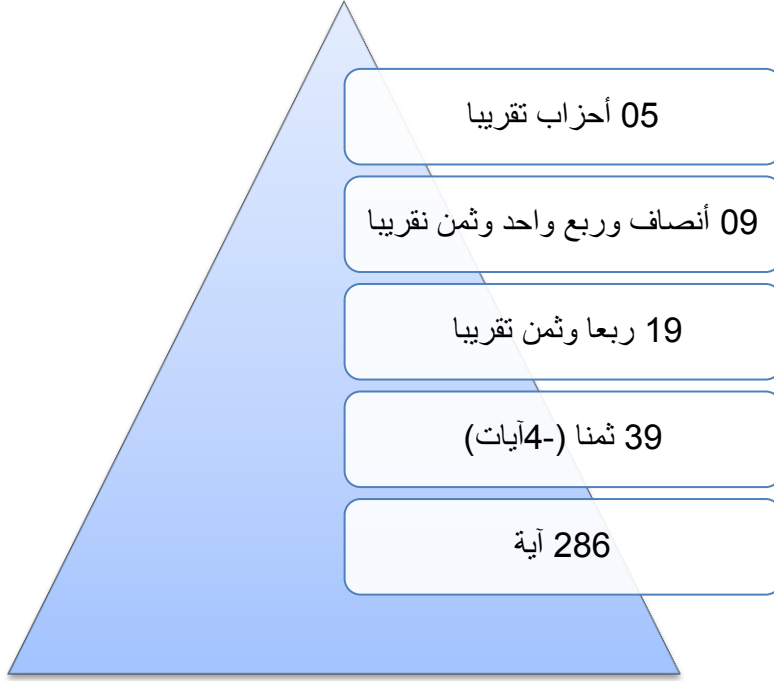 05 أحزاب تقريبا
09 أنصاف وربع واحد وثمن نقريبا
19 ربعا وثمن تقريبا
39 ثمنا (-4آيات)
286 آية